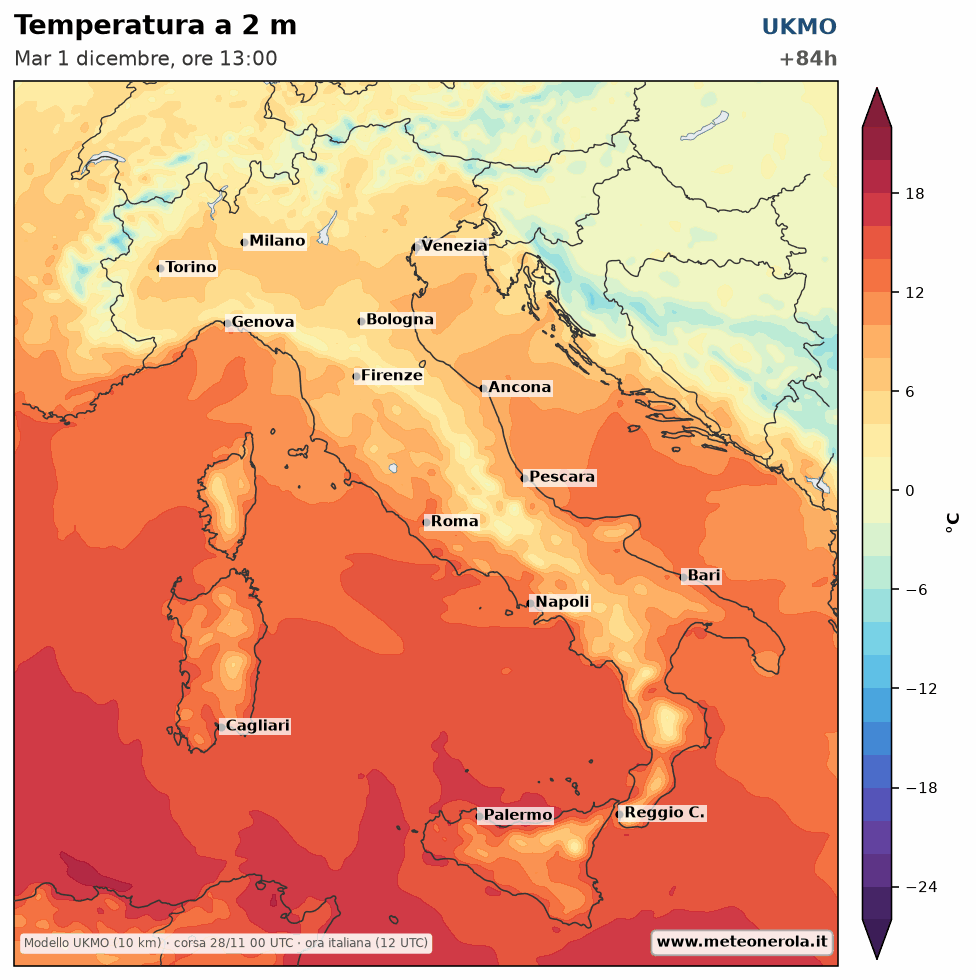 Temperatura a 2 m
UKMO
Mar 1 dicembre, ore 13:00
+84h
Milano
Venezia
Torino
Genova
Bologna
Firenze
Ancona
Pescara
Roma
Bari
Napoli
Cagliari
Palermo
Reggio C.
18
12
6
0
−6
−12
−18
−24
°C
Modello UKMO (10 km) · corsa 28/11 00 UTC · ora italiana (12 UTC)
www.meteonerola.it